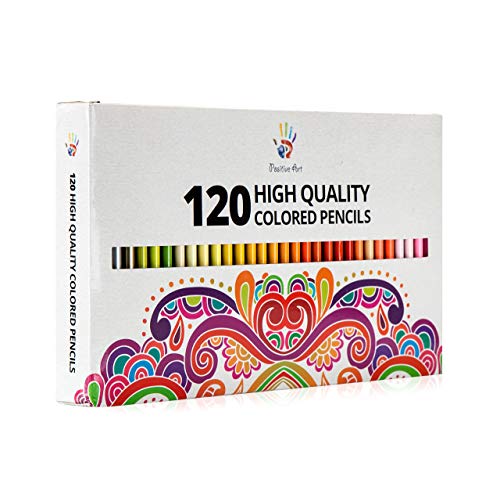 Positive Art
120 HIGH QUALITY
COLORED PENCILS
120 HIGH QUALITY COLORED PENCILS